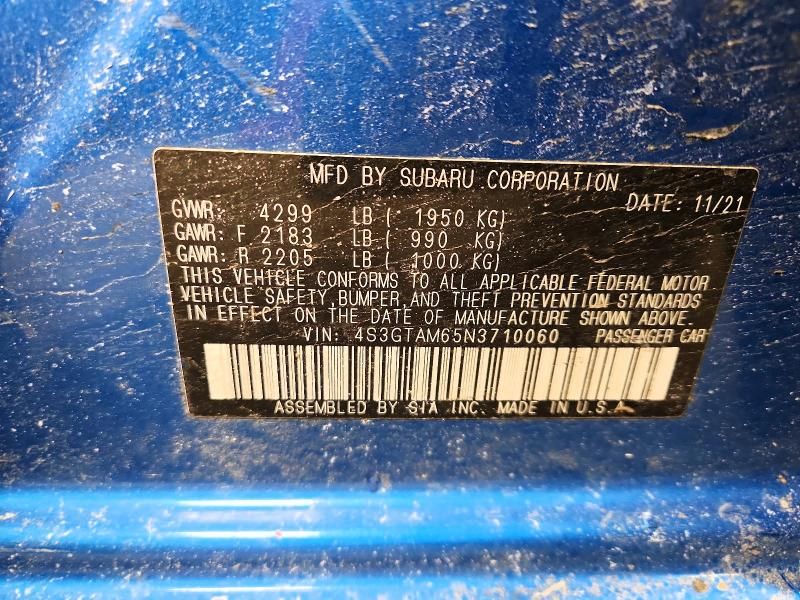 MFD BY SUBARU CORPORATION
DATE: 11/21
GVWR: 4299 LB ( 1950 KG)
GAWR: F 2183 LB ( 990 KG)
GAWR: R 2205 LB ( 1000 KG)
THIS VEHICLE CONFORMS TO ALL APPLICABLE FEDERAL MOTOR
VEHICLE SAFETY, BUMPER, AND THEFT PREVENTION STANDARDS
IN EFFECT ON THE DATE OF MANUFACTURE SHOWN ABOVE.
VIN: 4S3GTAM65N3710060 PASSENGER CAR
ASSEMBLED BY SIA INC. MADE IN U.S.A.